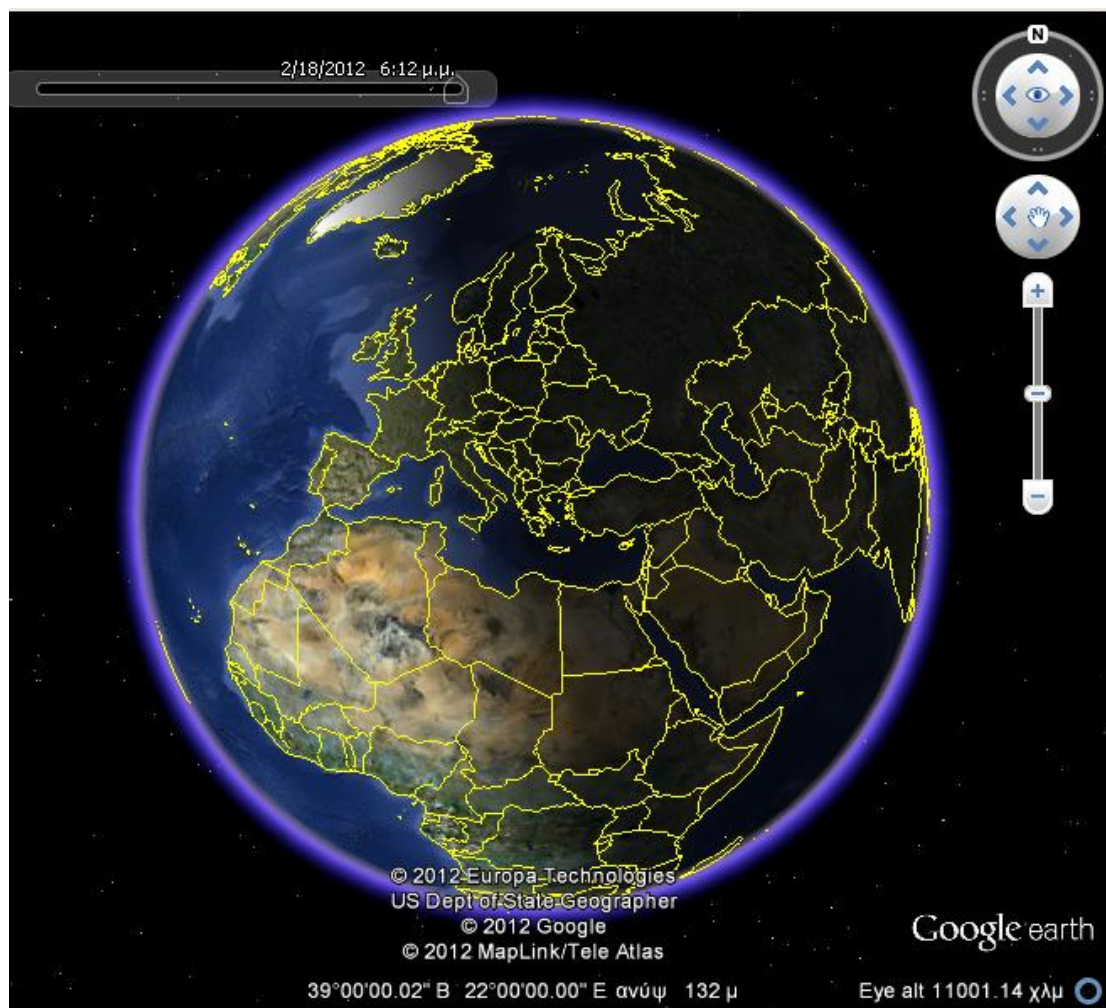 N
2/18/2012 6:12 μ.μ.
© 2012 Europa Technologies
US Dept of State Geographer
© 2012 Google
© 2012 MapLink/Tele Atlas
Google earth
39°00'00.02" Β 22°00'00.00" Ε ανύψ 132 μ
Eye alt 11001.14 χλμ